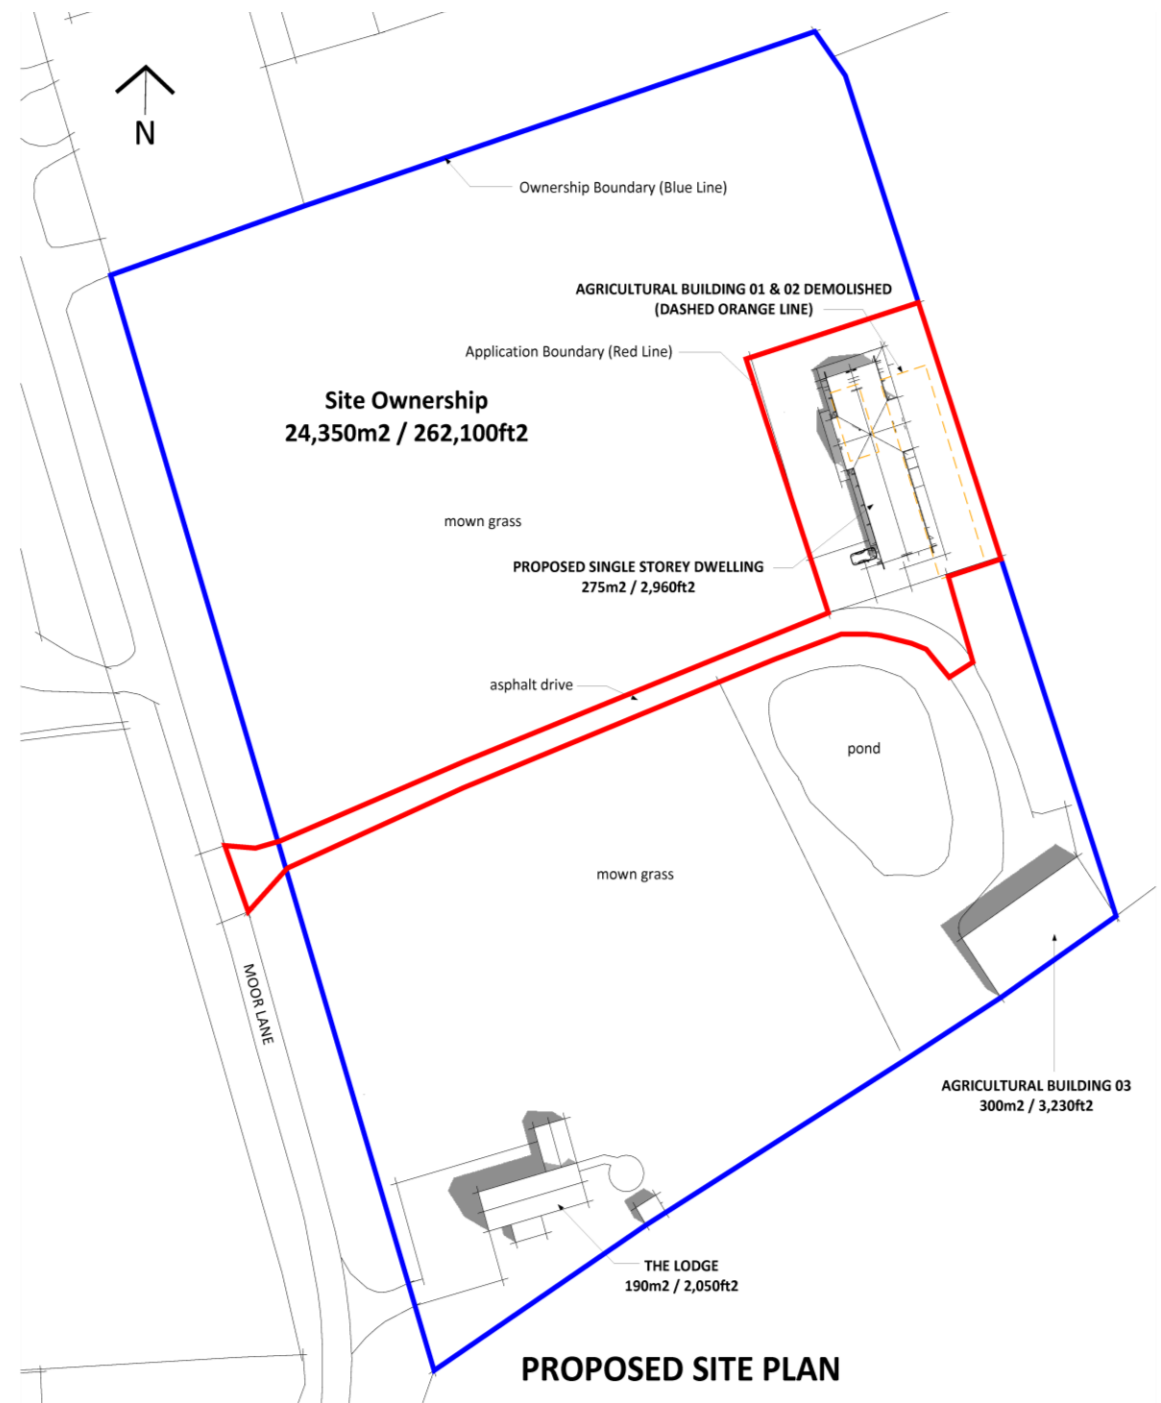 N
Ownership Boundary (Blue Line)
AGRICULTURAL BUILDING 01 & 02 DEMOLISHED
(DASHED ORANGE LINE)
Application Boundary (Red Line)
Site Ownership
24,350m2 / 262,100ft2
mown grass
PROPOSED SINGLE STOREY DWELLING
275m2 / 2,960ft2
asphalt drive
pond
mown grass
MOOR LANE
AGRICULTURAL BUILDING 03
300m2 / 3,230ft2
THE LODGE
190m2 / 2,050ft2
PROPOSED SITE PLAN